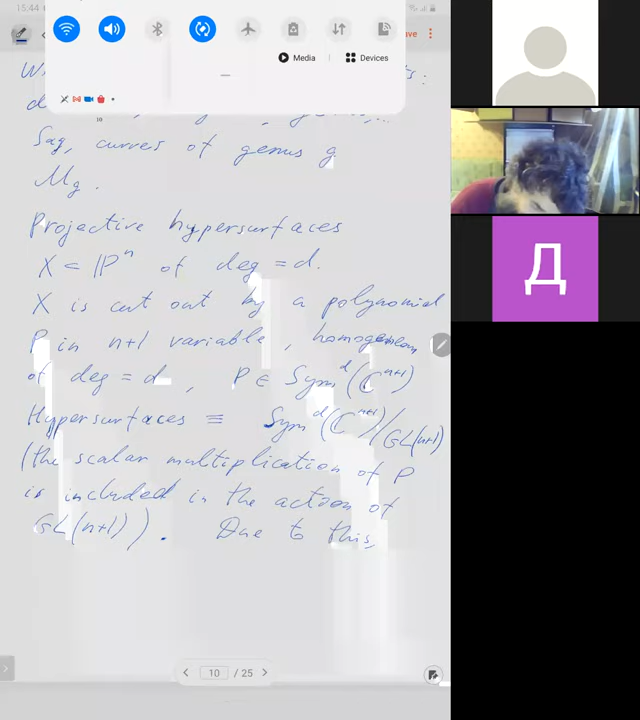 15:44
Media
Devices
Sag, curves of genus g
Mg.
Projective hypersurfaces
X ⊂ ℙⁿ of deg = d.
X is cut out by a polynomial
P in n+1 variable, homogeneous
of deg = d, P ∈ Symᵈ(ℂⁿ⁺¹)
Hypersurfaces ≡ Symᵈ(ℂⁿ⁺¹)/GL(n+1)
(the scalar multiplication of P
is included in the action of
GL(n+1)). Due to this,
10 / 25
Д